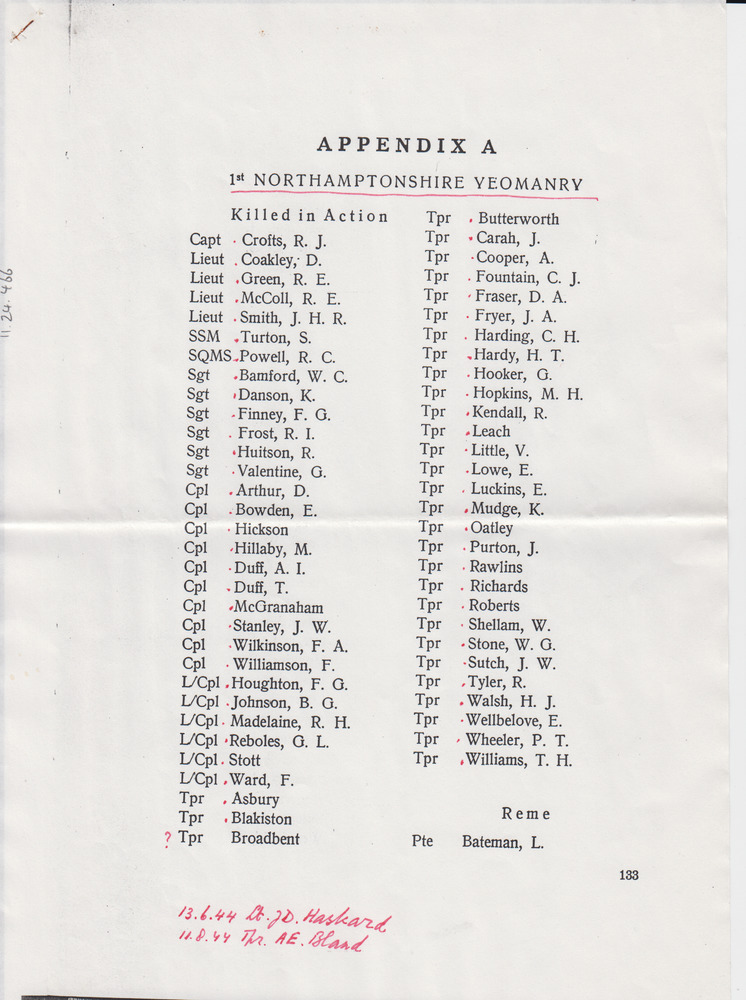 APPENDIX A
1st NORTHAMPTONSHIRE YEOMANRY
Killed in Action
Capt Crofts, R. J.
Lieut Coakley, D.
Lieut Green, R. E.
Lieut McColl, R. E.
Lieut Smith, J. H. R.
SSM Turton, S.
SQMS Powell, R. C.
Sgt Bamford, W. C.
Sgt Danson, K.
Sgt Finney, F. G.
Sgt Frost, R. I.
Sgt Huitson, R.
Sgt Valentine, G.
Cpl Arthur, D.
Cpl Bowden, E.
Cpl Hickson
Cpl Hillaby, M.
Cpl Duff, A. I.
Cpl Duff, T.
Cpl McGranaham
Cpl Stanley, J. W.
Cpl Wilkinson, F. A.
Cpl Williamson, F.
L/Cpl Houghton, F. G.
L/Cpl Johnson, B. G.
L/Cpl Madelaine, R. H.
L/Cpl Reboles, G. L.
L/Cpl Stott
L/Cpl Ward, F.
Tpr Asbury
Tpr Blakiston
? Tpr Broadbent
Tpr Butterworth
Tpr Carah, J.
Tpr Cooper, A.
Tpr Fountain, C. J.
Tpr Fraser, D. A.
Tpr Fryer, J. A.
Tpr Harding, C. H.
Tpr Hardy, H. T.
Tpr Hooker, G.
Tpr Hopkins, M. H.
Tpr Kendall, R.
Tpr Leach
Tpr Little, V.
Tpr Lowe, E.
Tpr Luckins, E.
Tpr Mudge, K.
Tpr Oatley
Tpr Purton, J.
Tpr Rawlins
Tpr Richards
Tpr Roberts
Tpr Shellam, W.
Tpr Stone, W. G.
Tpr Sutch, J. W.
Tpr Tyler, R.
Tpr Walsh, H. J.
Tpr Wellbelove, E.
Tpr Wheeler, P. T.
Tpr Williams, T. H.
Reme
Pte Bateman, L.
133
13.6.44 Lt. J.D. Haskard
11.8.44 Tpr. A E. Bland
11.24.466